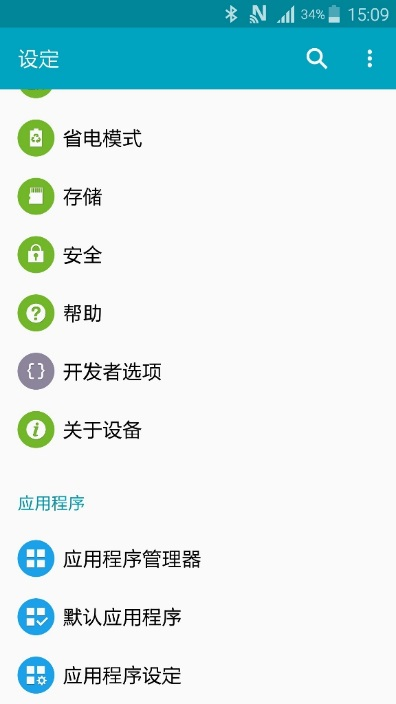 34% 15:09
设定
省电模式
存储
安全
帮助
开发者选项
关于设备
应用程序
应用程序管理器
默认应用程序
应用程序设定